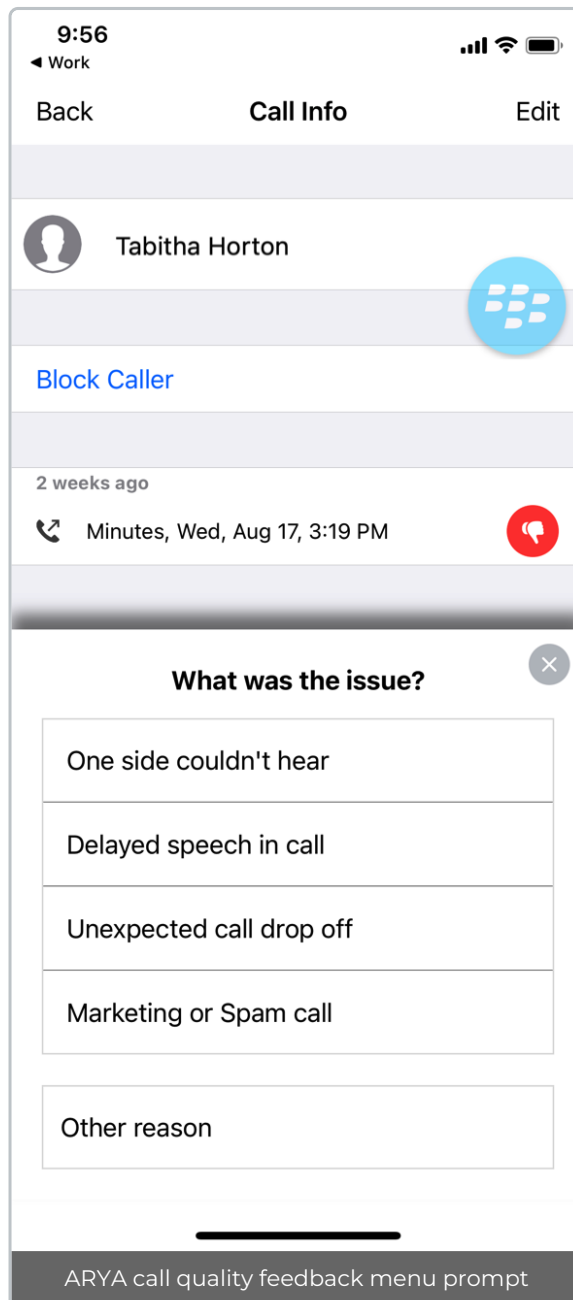 9:56
◀ Work
Back Call Info Edit
Tabitha Horton
Block Caller
2 weeks ago
Minutes, Wed, Aug 17, 3:19 PM
What was the issue?
One side couldn't hear
Delayed speech in call
Unexpected call drop off
Marketing or Spam call
Other reason
ARYA call quality feedback menu prompt